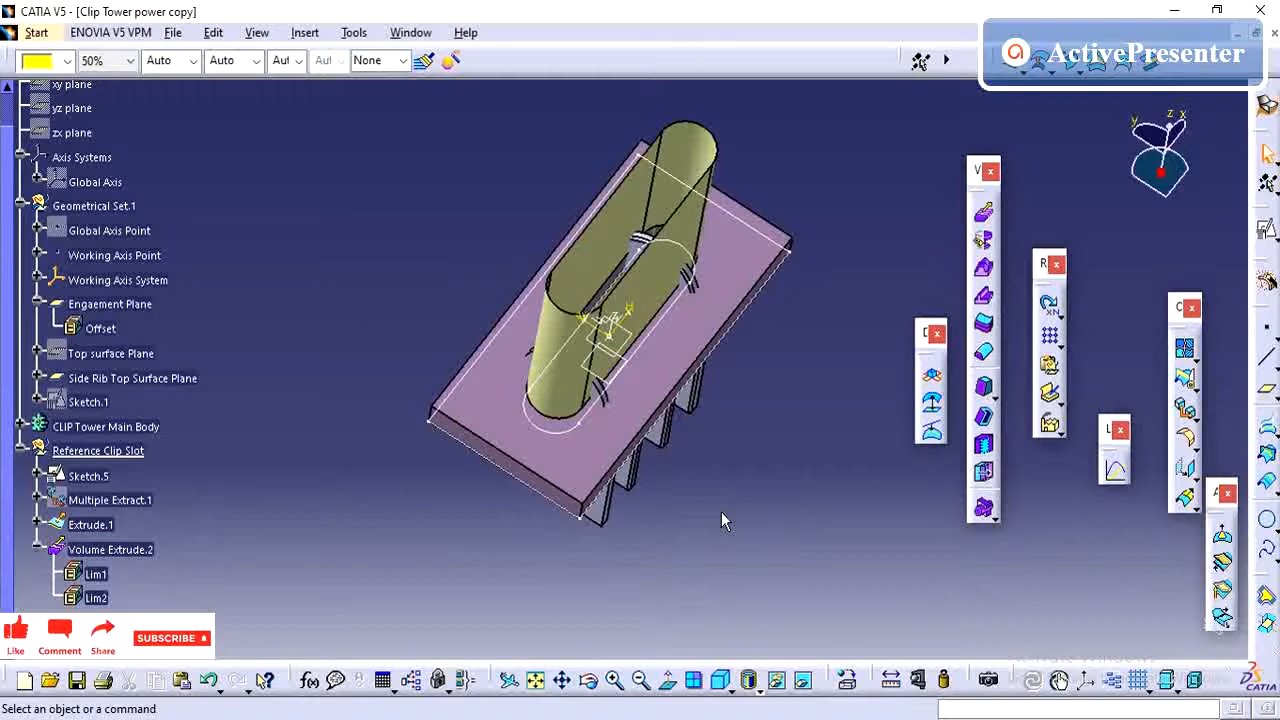 CATIA V5 - [Clip Tower power copy]
Start ENOVIA V5 VPM File Edit View Insert Tools Window Help
50% Auto Auto Aut Aut None
ActivePresenter
xy plane
yz plane
zx plane
Axis Systems
Global Axis
Geometrical Set.1
Global Axis Point
Working Axis Point
Working Axis System
Engaement Plane
Offset
Top surface Plane
Side Rib Top Surface Plane
Sketch.1
CLIP Tower Main Body
Reference Clip Slot
Sketch.5
Multiple Extract.1
Extrude.1
Volume Extrude.2
Lim1
Lim2
y z x
V
R
C
D
L
A
Like Comment Share SUBSCRIBE
CATIA
Select an object or a command